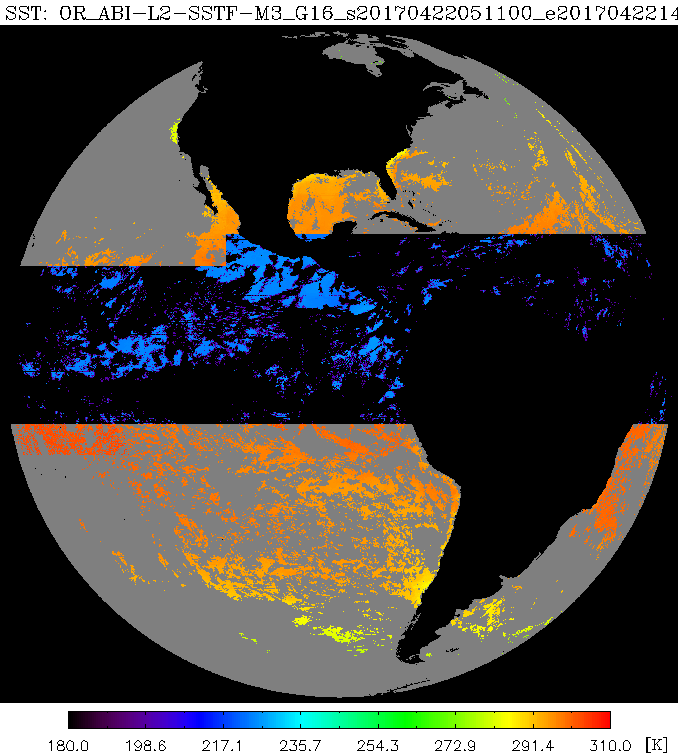 SST: OR_ABI-L2-SSTF-M3_G16_s20170422051100_e2017042214
180.0 198.6 217.1 235.7 254.3 272.9 291.4 310.0 [K]